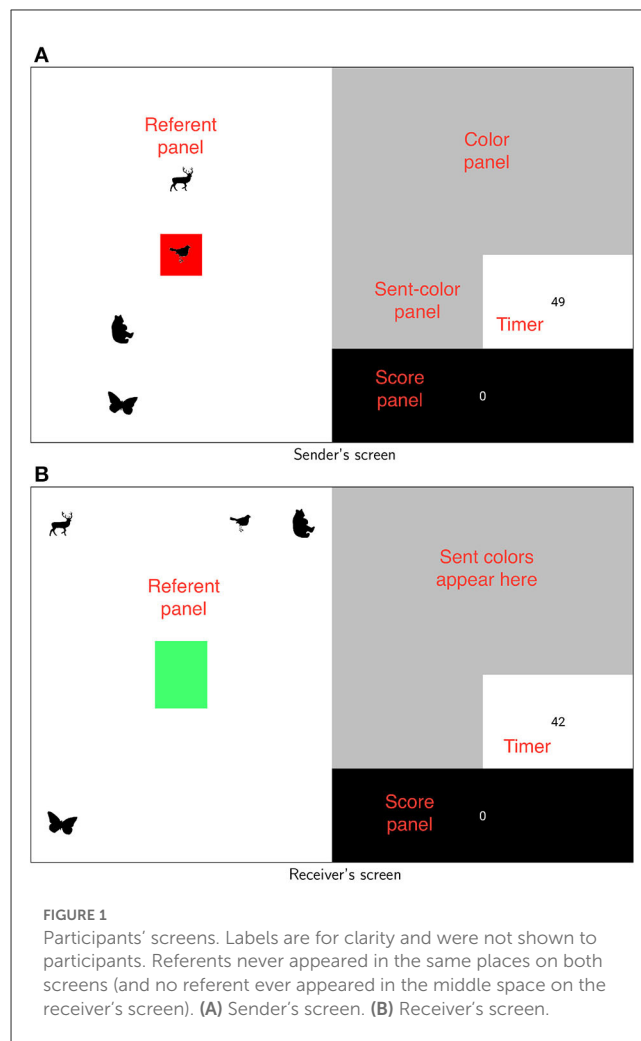 A
Referent
panel
Color
panel
Sent-color
panel
49
Timer
Score
panel
0
Sender's screen
B
Referent
panel
Sent colors
appear here
42
Timer
Score
panel
0
Receiver's screen
FIGURE 1
Participants' screens. Labels are for clarity and were not shown to
participants. Referents never appeared in the same places on both
screens (and no referent ever appeared in the middle space on the
receiver's screen). (A) Sender's screen. (B) Receiver's screen.